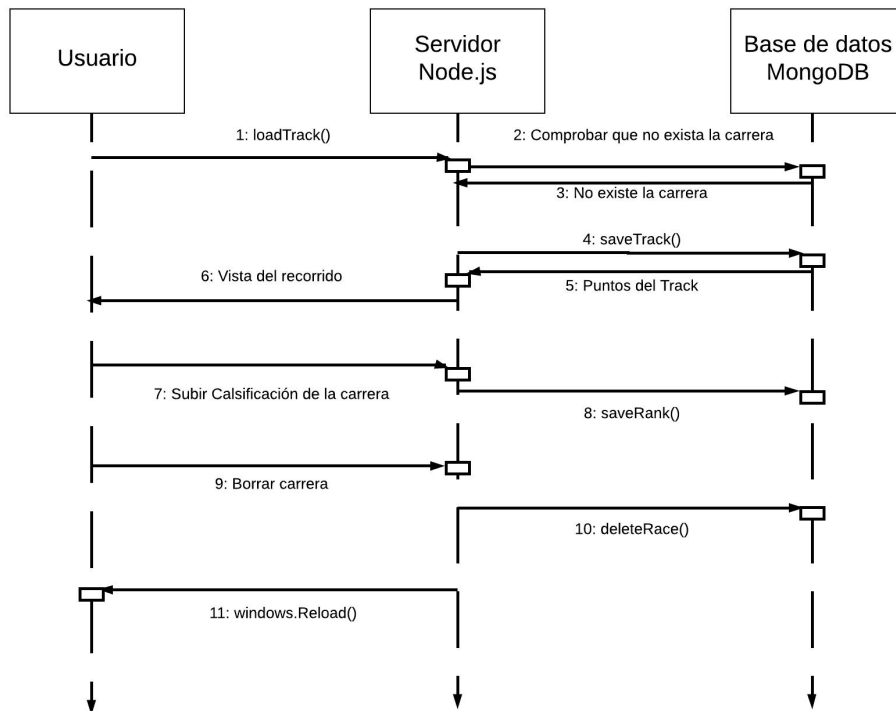 Usuario
Servidor
Node.js
Base de datos
MongoDB
1: loadTrack()
2: Comprobar que no exista la carrera
3: No existe la carrera
4: saveTrack()
5: Puntos del Track
6: Vista del recorrido
7: Subir Calsificación de la carrera
8: saveRank()
9: Borrar carrera
10: deleteRace()
11: windows.Reload()